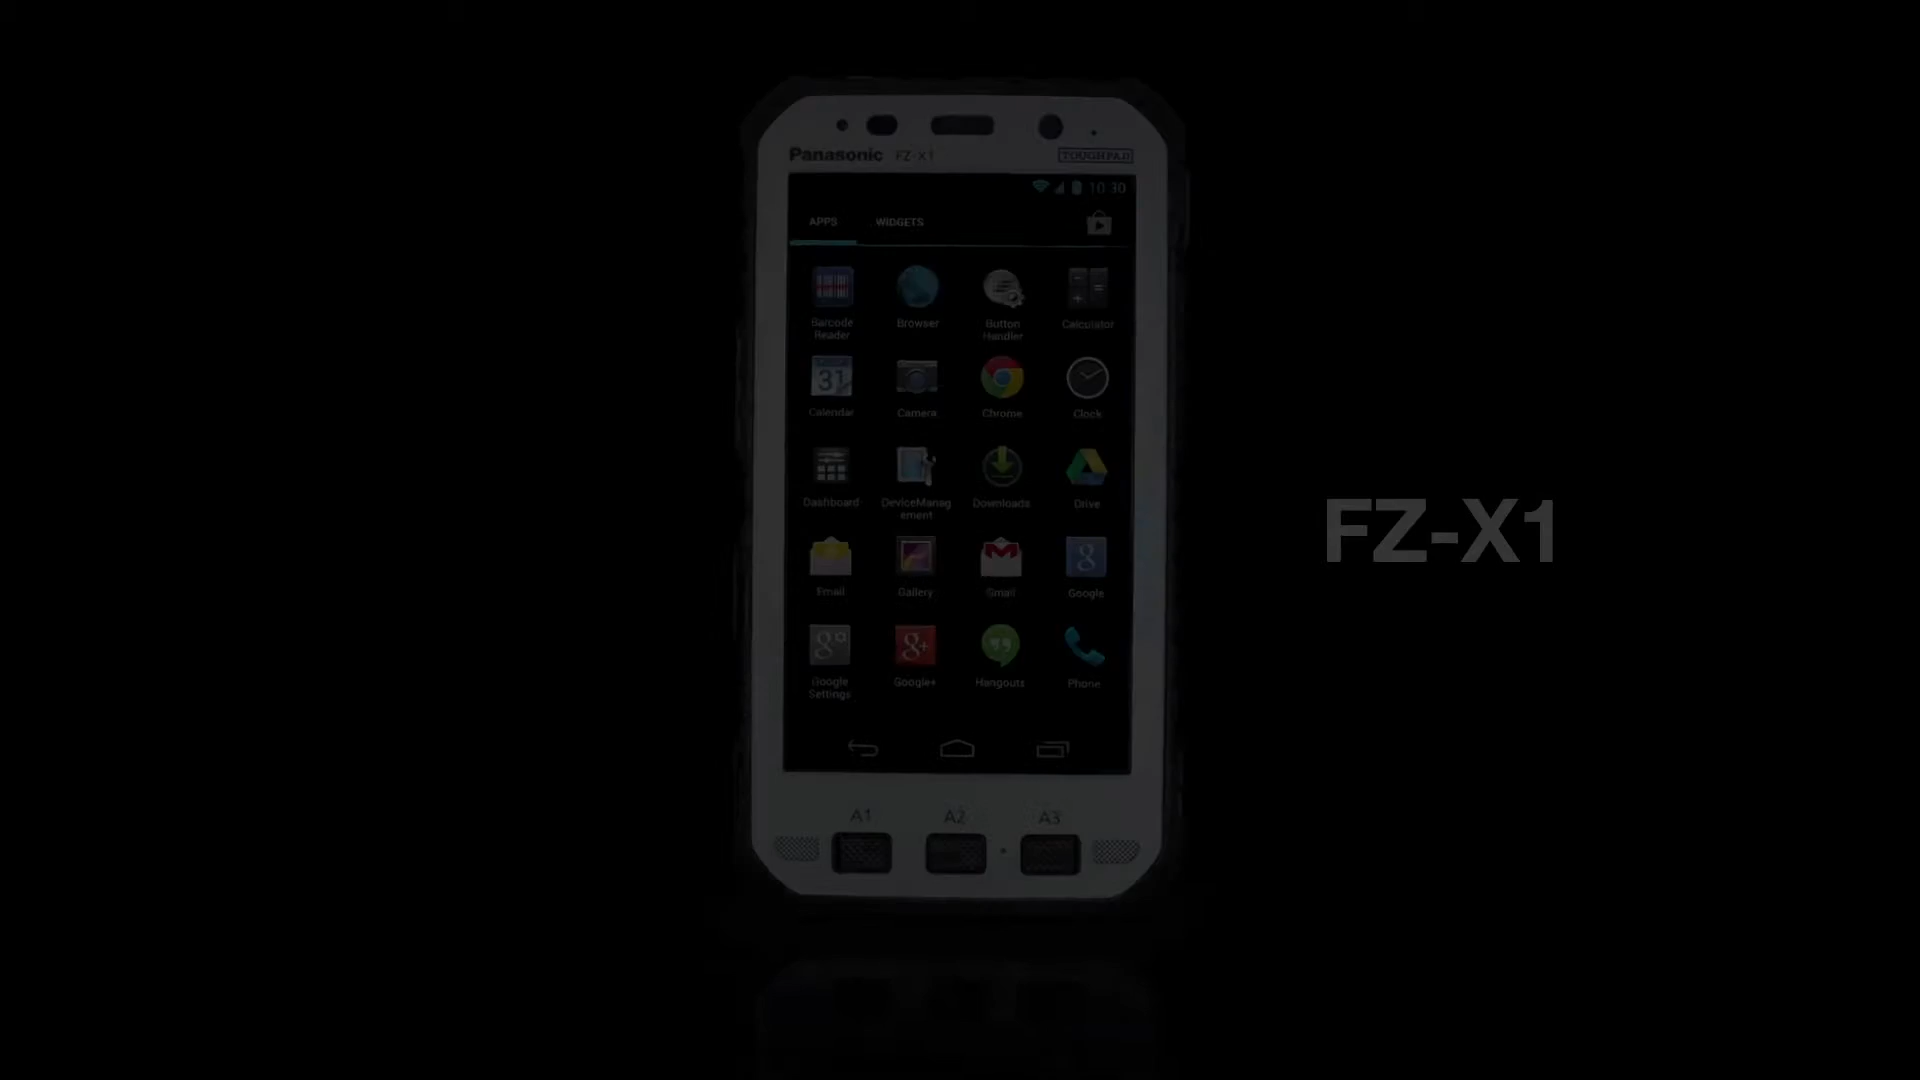 Panasonic FZ-X1 TOUGHPAD
10:30
APPS WIDGETS
Barcode Reader
Browser
Button Handler
Calculator
31
Calendar
Camera
Chrome
Clock
Dashboard
DeviceManagement
Downloads
Drive
Email
Gallery
Gmail
Google
Google Settings
Google+
Hangouts
Phone
A1 A2 A3
FZ-X1